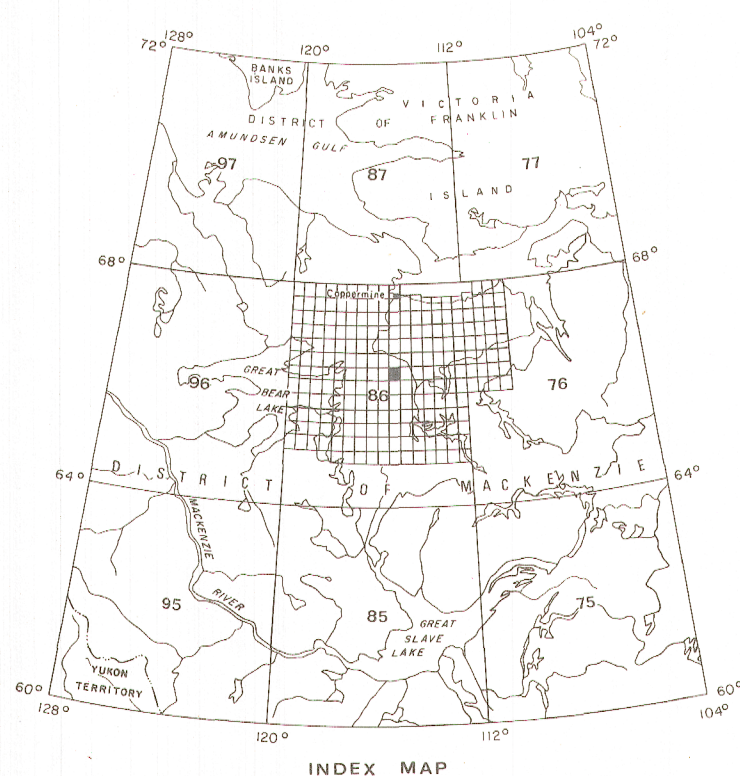 128° 120° 112° 104°
72° 72°
BANKS
ISLAND
VICTORIA
DISTRICT OF FRANKLIN
AMUNDSEN GULF
97 87 77
ISLAND
68° 68°
Coppermine
GREAT
96 86 76
BEAR
LAKE
DISTRICT OF MACKENZIE
64° 64°
MACKENZIE
RIVER
95 85 75
GREAT
SLAVE
LAKE
YUKON
TERRITORY
60° 60°
128° 120° 112° 104°
INDEX MAP